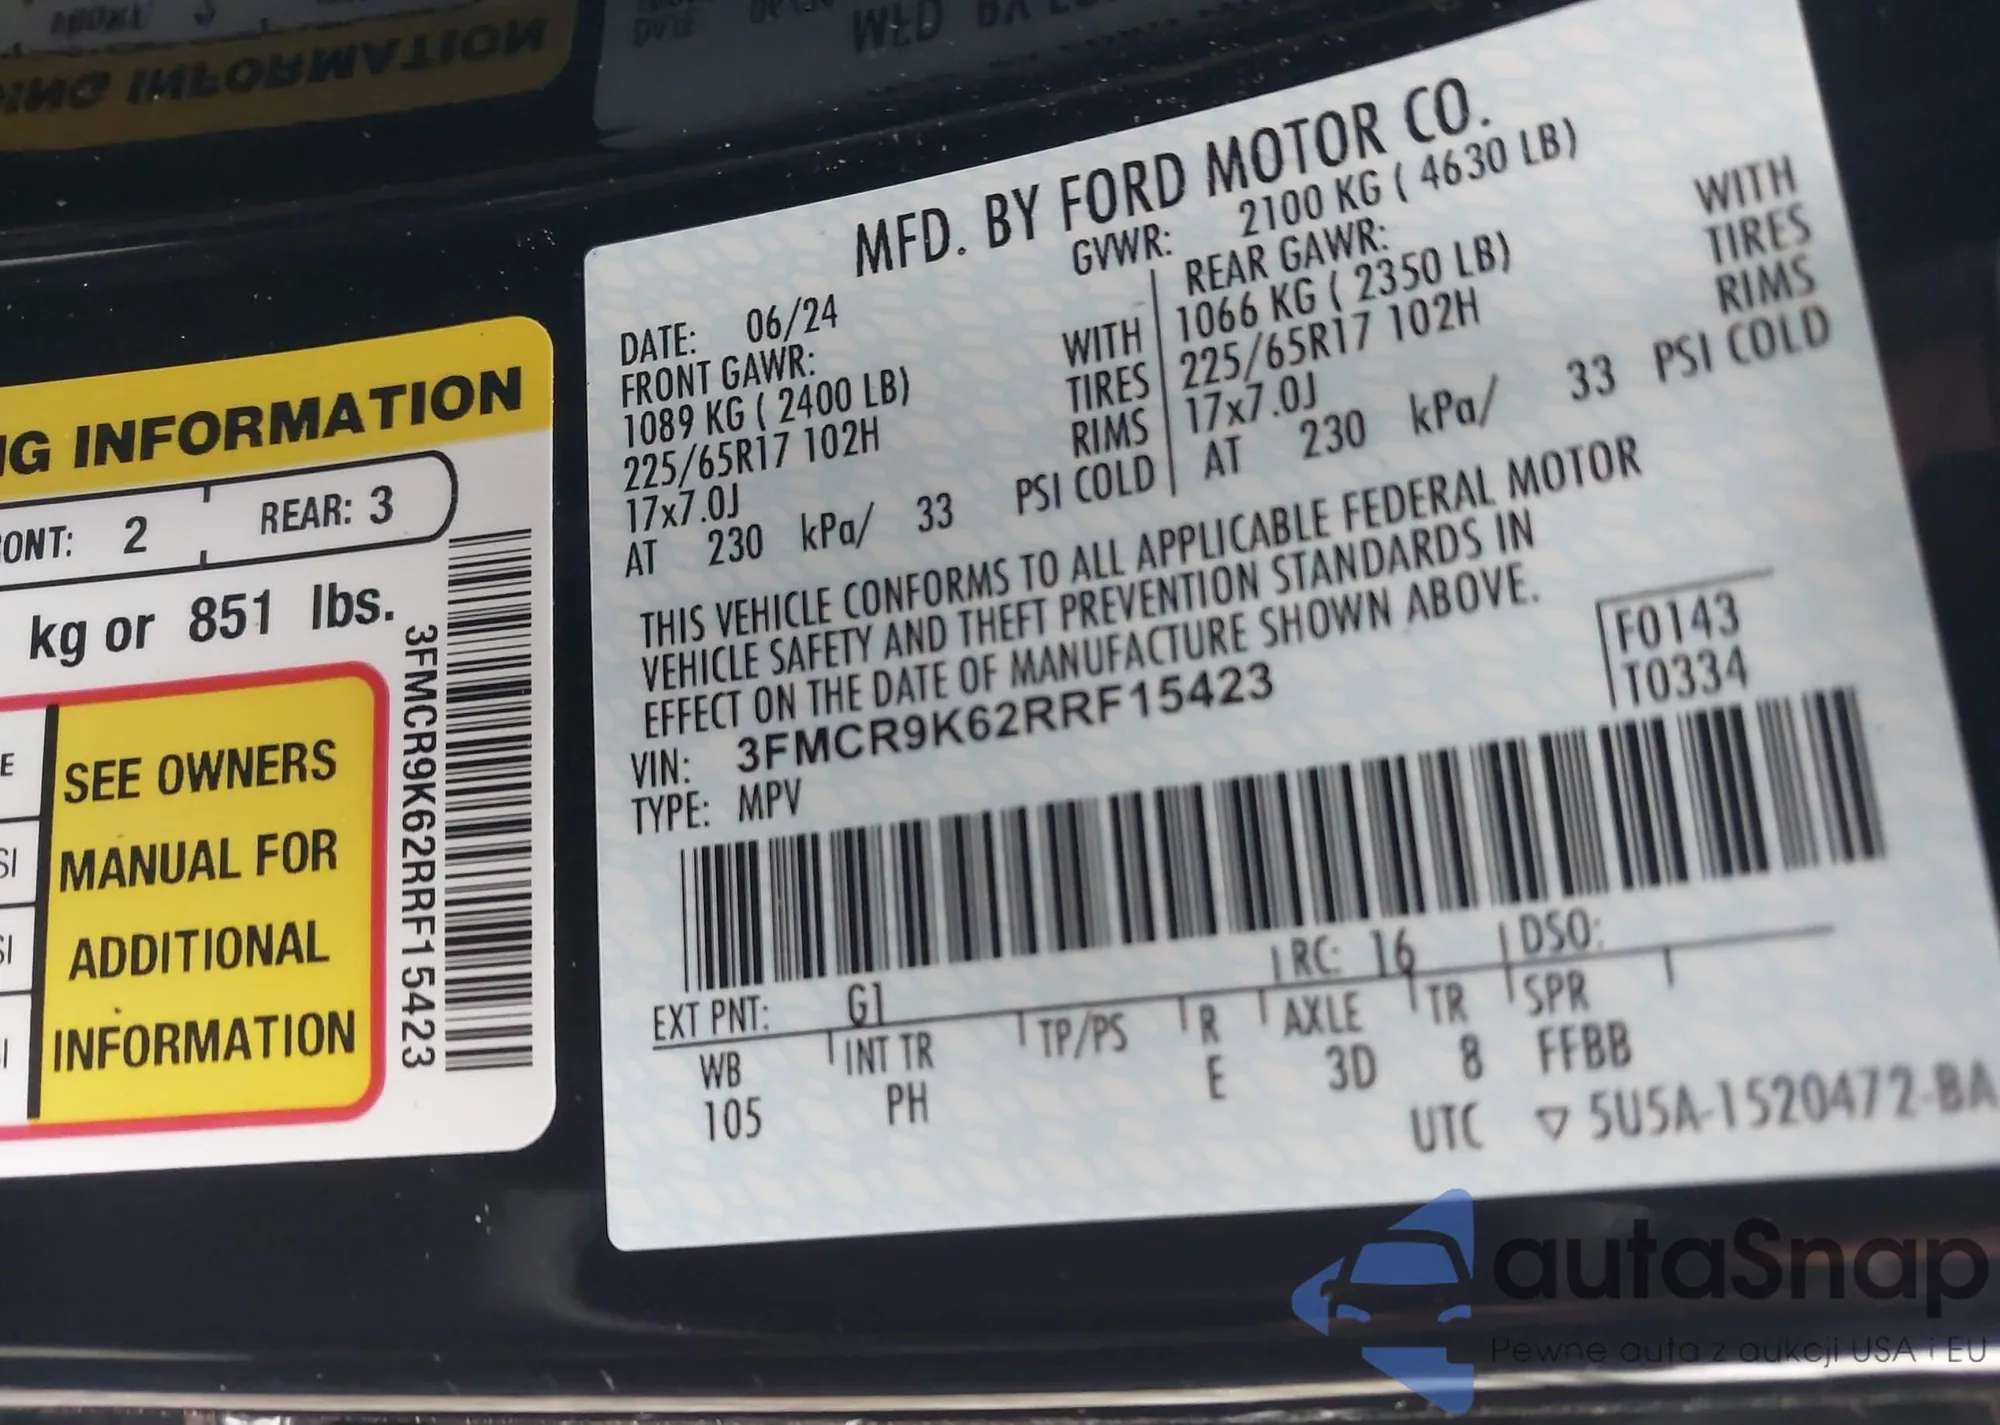 NG INFORMATION
ONT: 2 REAR: 3
kg or 851 lbs.
E
SI
SI
SEE OWNERS
MANUAL FOR
ADDITIONAL
INFORMATION
3FMCR9K62RRF15423
MFD. BY FORD MOTOR CO.
GVWR: 2100 KG ( 4630 LB)
DATE: 06/24
FRONT GAWR:
1089 KG ( 2400 LB) WITH
225/65R17 102H TIRES
17x7.0J RIMS
AT 230 kPa/ 33 PSI COLD
REAR GAWR: WITH
1066 KG ( 2350 LB) TIRES
225/65R17 102H RIMS
17x7.0J
AT 230 kPa/ 33 PSI COLD
THIS VEHICLE CONFORMS TO ALL APPLICABLE FEDERAL MOTOR
VEHICLE SAFETY AND THEFT PREVENTION STANDARDS IN
EFFECT ON THE DATE OF MANUFACTURE SHOWN ABOVE.
F0143
T0334
VIN: 3FMCR9K62RRF15423
TYPE: MPV
EXT PNT: G1 RC: 16 DSO:
WB INT TR TP/PS R AXLE TR SPR
105 PH E 3D 8 FFBB
UTC ▽ 5U5A-1520472-BA
autaSnap
Pewne auta z aukcji USA i EU